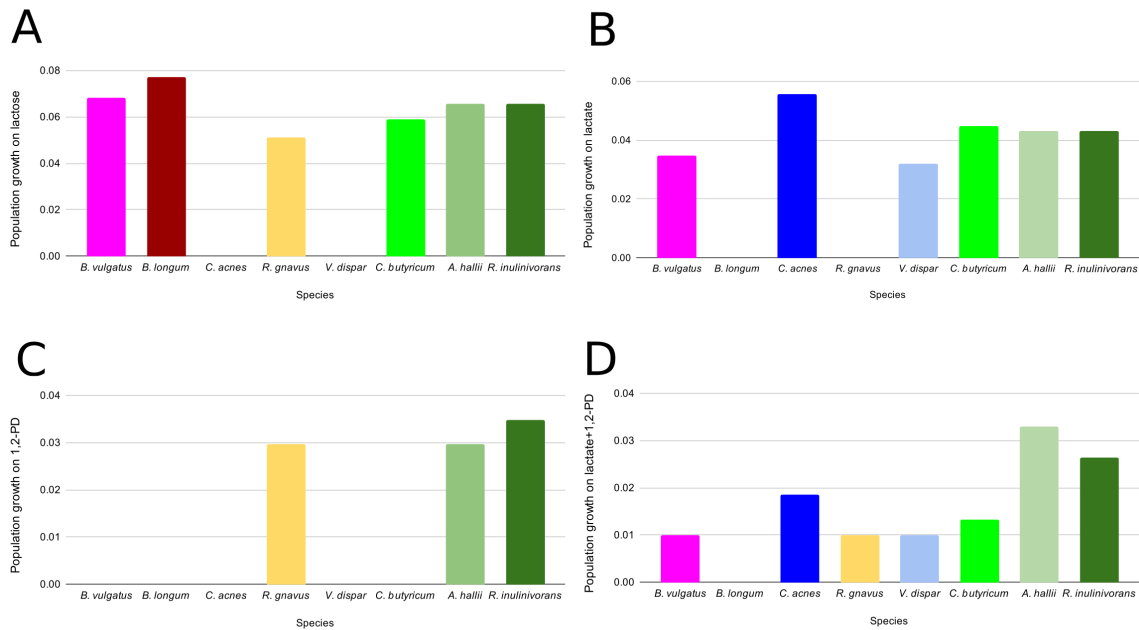 A
Population growth on lactose
0.08
0.06
0.04
0.02
0.00
B. vulgatus B. longum C. acnes R. gnavus V. dispar C. butyricum A. hallii R. inulinivorans
Species
B
Population growth on lactate
0.06
0.04
0.02
0.00
B. vulgatus B. longum C. acnes R. gnavus V. dispar C. butyricum A. hallii R. inulinivorans
Species
C
Population growth on 1,2-PD
0.04
0.03
0.02
0.01
0.00
B. vulgatus B. longum C. acnes R. gnavus V. dispar C. butyricum A. hallii R. inulinivorans
Species
D
Population growth on lactate+1,2-PD
0.04
0.03
0.02
0.01
0.00
B. vulgatus B. longum C. acnes R. gnavus V. dispar C. butyricum A. hallii R. inulinivorans
Species